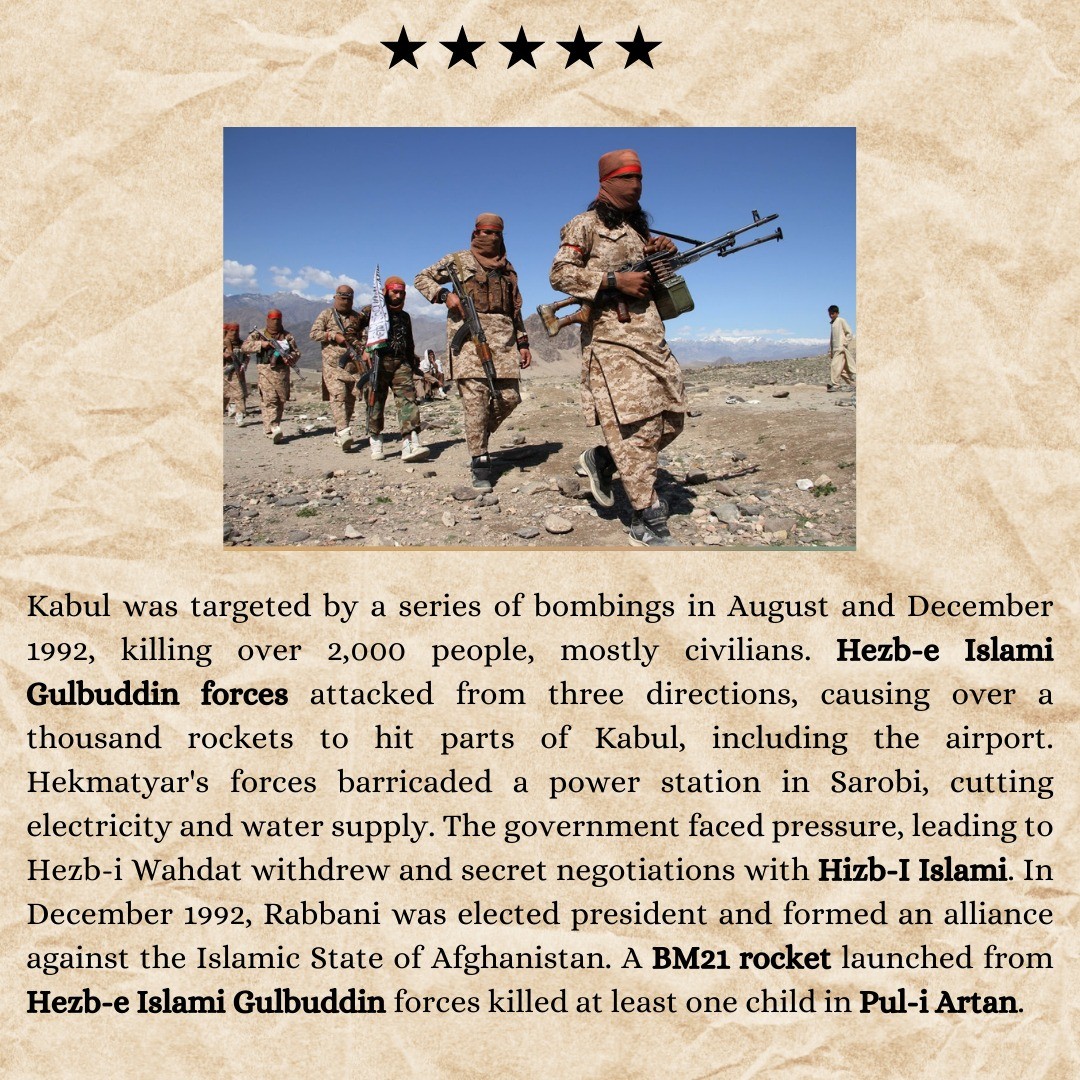 Kabul was targeted by a series of bombings in August and December
1992, killing over 2,000 people, mostly civilians. Hezb-e Islami
Gulbuddin forces attacked from three directions, causing over a
thousand rockets to hit parts of Kabul, including the airport.
Hekmatyar's forces barricaded a power station in Sarobi, cutting
electricity and water supply. The government faced pressure, leading to
Hezb-i Wahdat withdrew and secret negotiations with Hizb-I Islami. In
December 1992, Rabbani was elected president and formed an alliance
against the Islamic State of Afghanistan. A BM21 rocket launched from
Hezb-e Islami Gulbuddin forces killed at least one child in Pul-i Artan.